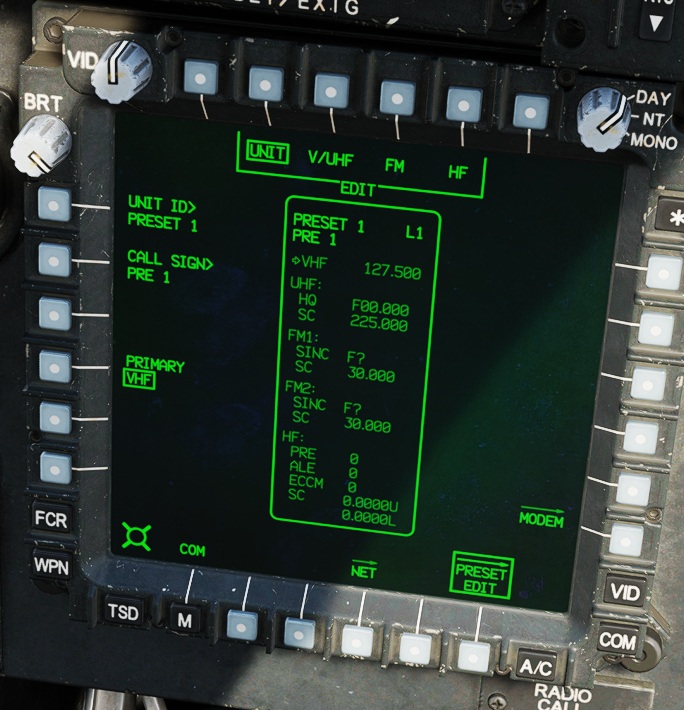 EXIG
VID
BRT
DAY
NT
MONO
UNIT V/UHF FM HF
EDIT
UNIT ID>
PRESET 1
CALL SIGN>
PRE 1
PRIMARY
VHF
PRESET 1 L1
PRE 1
VHF 127.500
UHF:
HQ F00.000
SC 225.000
FM1:
SINC F?
SC 30.000
FM2:
SINC F?
SC 30.000
HF:
PRE 0
ALE 0
ECCM 0
SC 0.0000U
0.0000L
MODEM
COM
NET
PRESET
EDIT
*
FCR
WPN
TSD
M
VID
COM
A/C
RADIO
CALL